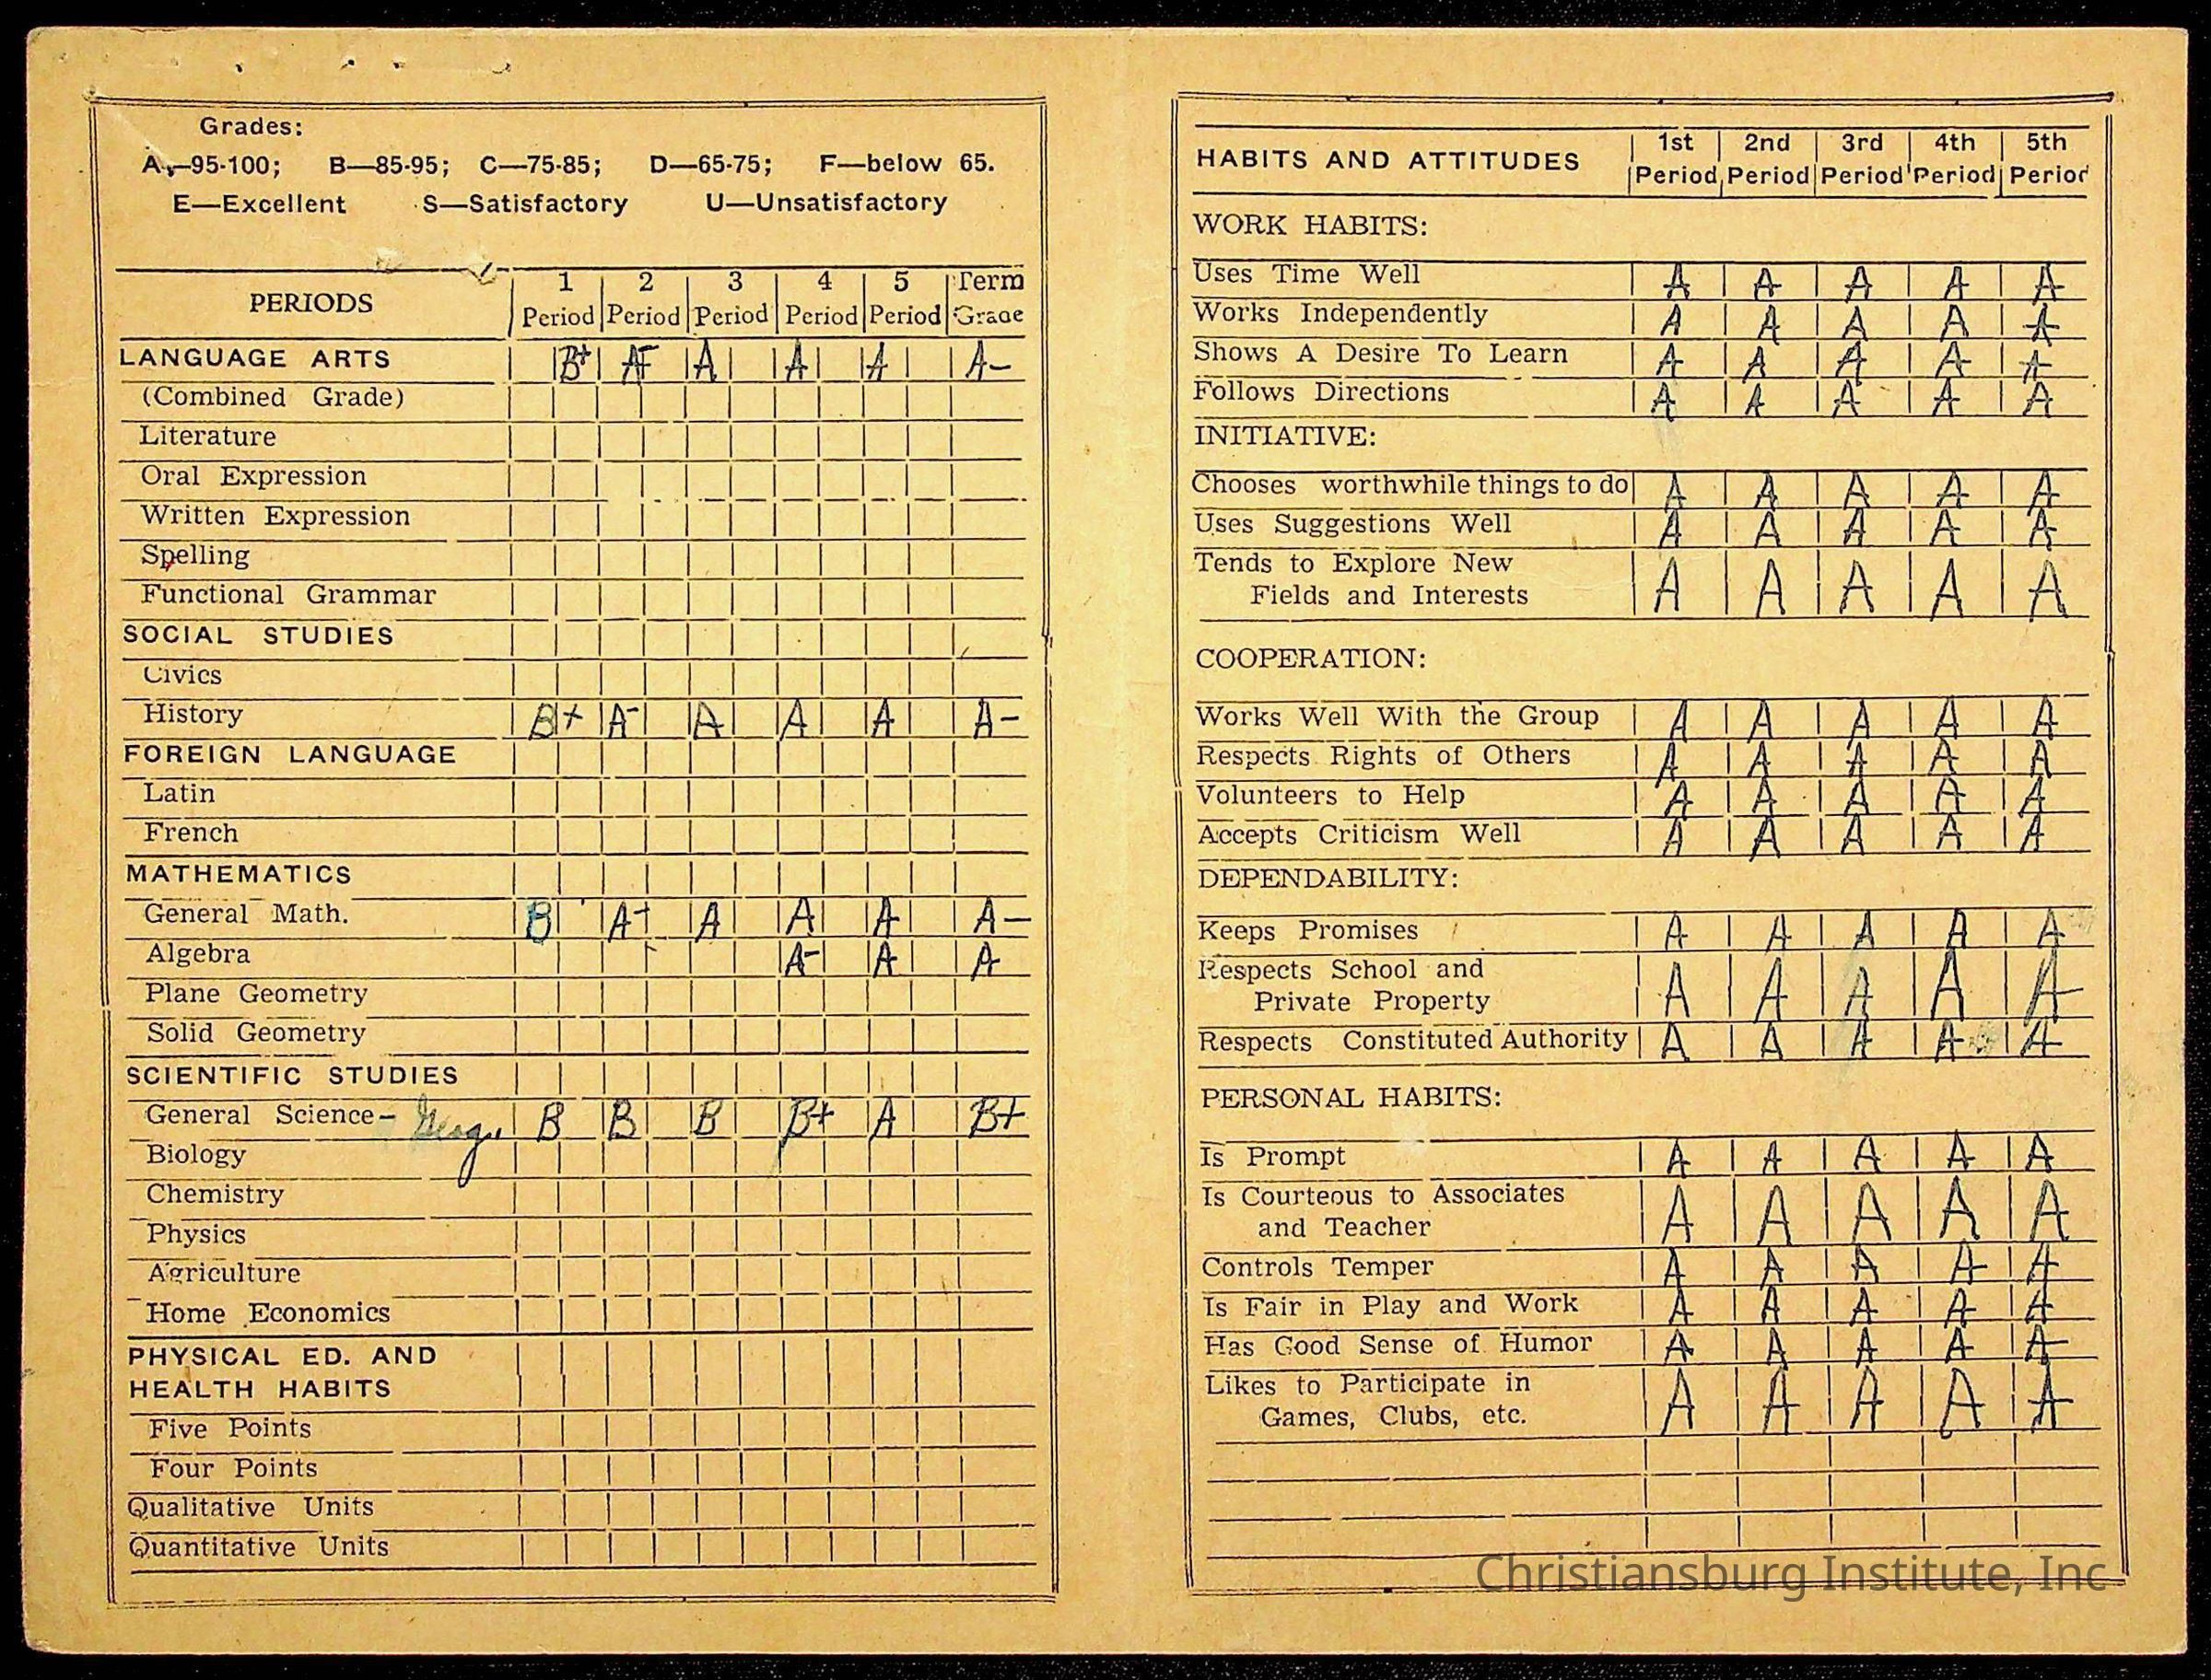 Grades:
A.—95-100; B—85-95; C—75-85; D—65-75; F—below 65.
E—Excellent S—Satisfactory U—Unsatisfactory
PERIODS 1 Period 2 Period 3 Period 4 Period 5 Period Term Grade
LANGUAGE ARTS B+ A- A A A A-
(Combined Grade)
Literature
Oral Expression
Written Expression
Spelling
Functional Grammar
SOCIAL STUDIES
Civics
History B+ A- A A A A-
FOREIGN LANGUAGE
Latin
French
MATHEMATICS
General Math. B A A A A-
Algebra A- A A
Plane Geometry
Solid Geometry
SCIENTIFIC STUDIES
General Science- B B B B+ A B+
Biology
Chemistry
Physics
Agriculture
Home Economics
PHYSICAL ED. AND
HEALTH HABITS
Five Points
Four Points
Qualitative Units
Quantitative Units
HABITS AND ATTITUDES 1st Period 2nd Period 3rd Period 4th Period 5th Period
WORK HABITS:
Uses Time Well A A A A A
Works Independently A A A A A
Shows A Desire To Learn A A A A A
Follows Directions A A A A A
INITIATIVE:
Chooses worthwhile things to do A A A A A
Uses Suggestions Well A A A A A
Tends to Explore New
Fields and Interests A A A A A
COOPERATION:
Works Well With the Group A A A A A
Respects Rights of Others A A A A A
Volunteers to Help A A A A A
Accepts Criticism Well A A A A A
DEPENDABILITY:
Keeps Promises A A A A A
Respects School and
Private Property A A A A A
Respects Constituted Authority A A A A A
PERSONAL HABITS:
Is Prompt A A A A A
Is Courteous to Associates
and Teacher A A A A A
Controls Temper A A A A A
Is Fair in Play and Work A A A A A
Has Good Sense of Humor A A A A A
Likes to Participate in
Games, Clubs, etc. A A A A A
Christiansburg Institute, Inc